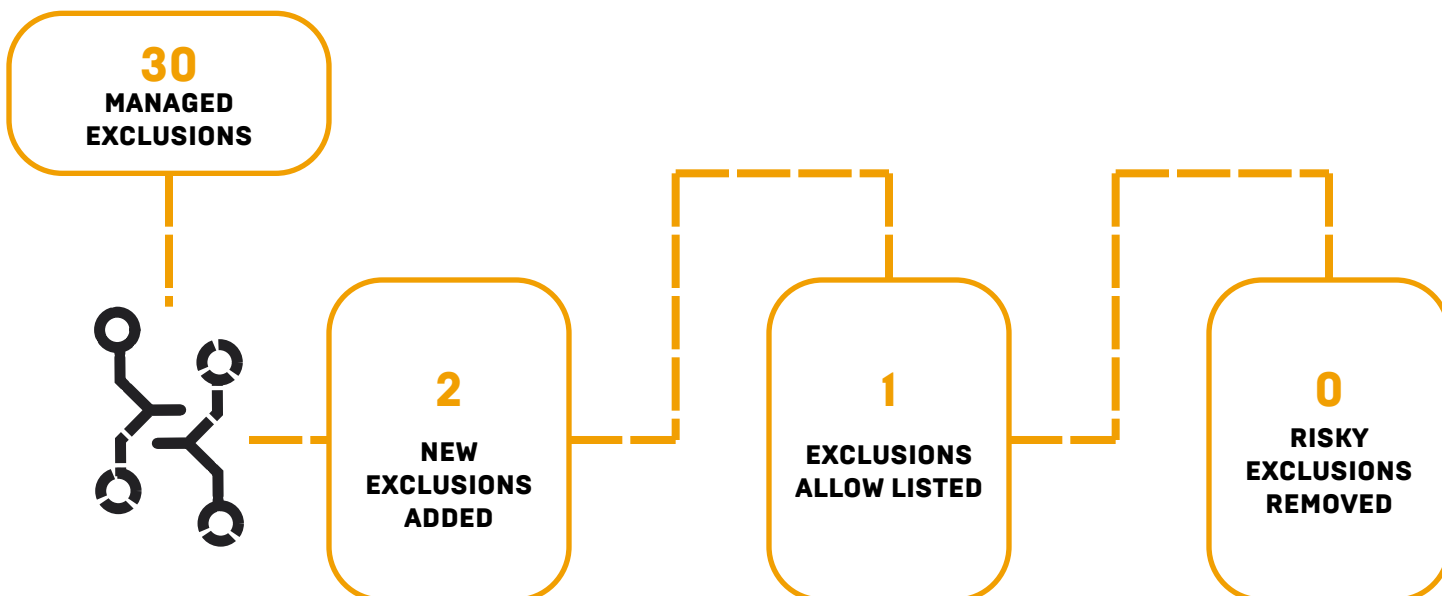 30
MANAGED
EXCLUSIONS
2
NEW
EXCLUSIONS
ADDED
1
EXCLUSIONS
ALLOW LISTED
0
RISKY
EXCLUSIONS
REMOVED